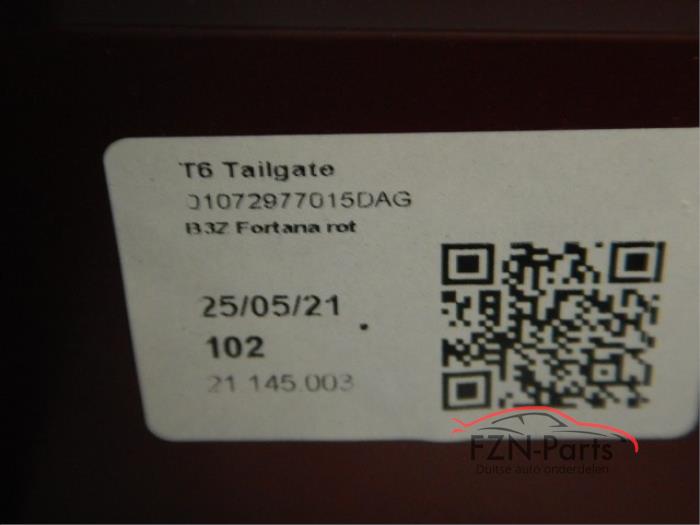 T6 Tailgate
01072977015DAG
B3Z Fortana rot
25/05/21
102
21.145.003
FZN-Parts
Duitse auto onderdelen